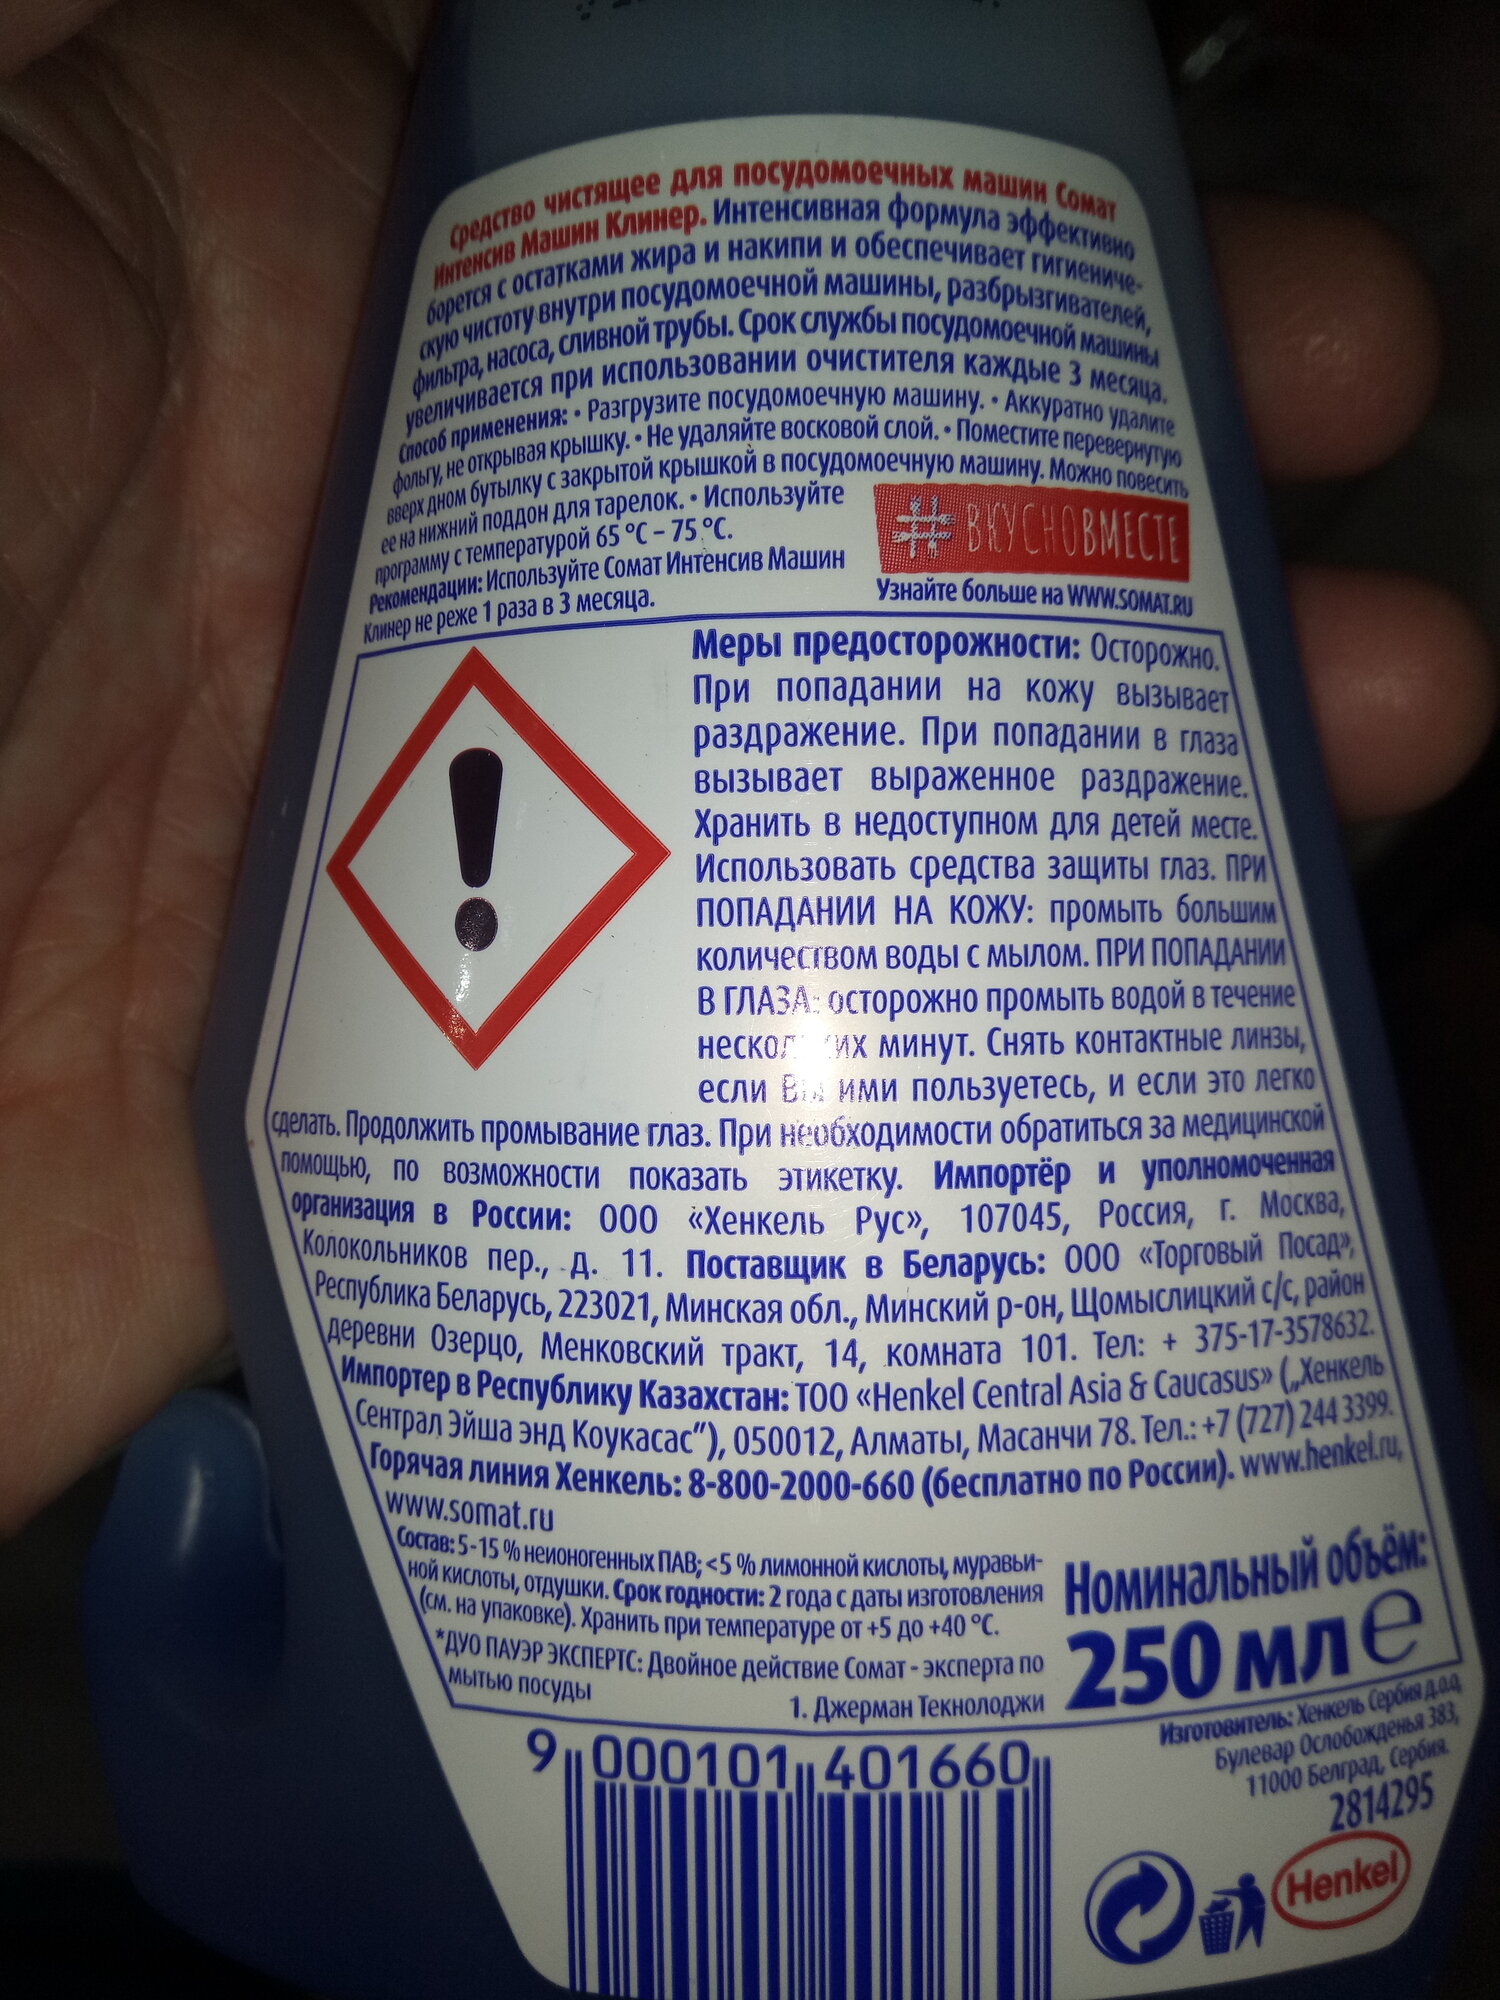 Средство чистящее для посудомоечных машин Сомат
Интенсив Машин Клинер. Интенсивная формула эффективно
борется с остатками жира и накипи и обеспечивает гигиениче-
скую чистоту внутри посудомоечной машины, разбрызгивателей,
фильтра, насоса, сливной трубы. Срок службы посудомоечной машины
увеличивается при использовании очистителя каждые 3 месяца.
Способ применения: • Разгрузите посудомоечную машину. • Аккуратно удалите
фольгу, не открывая крышку. • Не удаляйте восковой слой. • Поместите перевернутую
вверх дном бутылку с закрытой крышкой в посудомоечную машину. Можно повесить
ее на нижний поддон для тарелок. • Используйте
программу с температурой 65 °C – 75 °C.
Рекомендации: Используйте Сомат Интенсив Машин
Клинер не реже 1 раза в 3 месяца.
#ВКУСНОВМЕСТЕ
Узнайте больше на WWW.SOMAT.RU
Меры предосторожности: Осторожно.
При попадании на кожу вызывает
раздражение. При попадании в глаза
вызывает выраженное раздражение.
Хранить в недоступном для детей месте.
Использовать средства защиты глаз. ПРИ
ПОПАДАНИИ НА КОЖУ: промыть большим
количеством воды с мылом. ПРИ ПОПАДАНИИ
В ГЛАЗА: осторожно промыть водой в течение
нескольких минут. Снять контактные линзы,
если Вы ими пользуетесь, и если это легко
сделать. Продолжить промывание глаз. При необходимости обратиться за медицинской
помощью, по возможности показать этикетку. Импортёр и уполномоченная
организация в России: ООО «Хенкель Рус», 107045, Россия, г. Москва,
Колокольников пер., д. 11. Поставщик в Беларусь: ООО «Торговый Посад»,
Республика Беларусь, 223021, Минская обл., Минский р-он, Щомыслицкий с/с, район
деревни Озерцо, Менковский тракт, 14, комната 101. Тел: + 375-17-3578632.
Импортер в Республику Казахстан: ТОО «Henkel Central Asia & Caucasus» („Хенкель
Сентрал Эйша энд Коукасас”), 050012, Алматы, Масанчи 78. Тел.: +7 (727) 244 3399.
Горячая линия Хенкель: 8-800-2000-660 (бесплатно по России). www.henkel.ru,
www.somat.ru
Состав: 5-15 % неионогенных ПАВ; <5 % лимонной кислоты, муравьи-
ной кислоты, отдушки. Срок годности: 2 года с даты изготовления
(см. на упаковке). Хранить при температуре от +5 до +40 °C.
*ДУО ПАУЭР ЭКСПЕРТС: Двойное действие Сомат - эксперта по
мытью посуды
1. Джерман Текнолоджи
Номинальный объём:
250 мл e
Изготовитель: Хенкель Сербия д.о.о,
Булевар Ослобожденья 383,
11000 Белград, Сербия.
2814295
9 000101 401660
Henkel